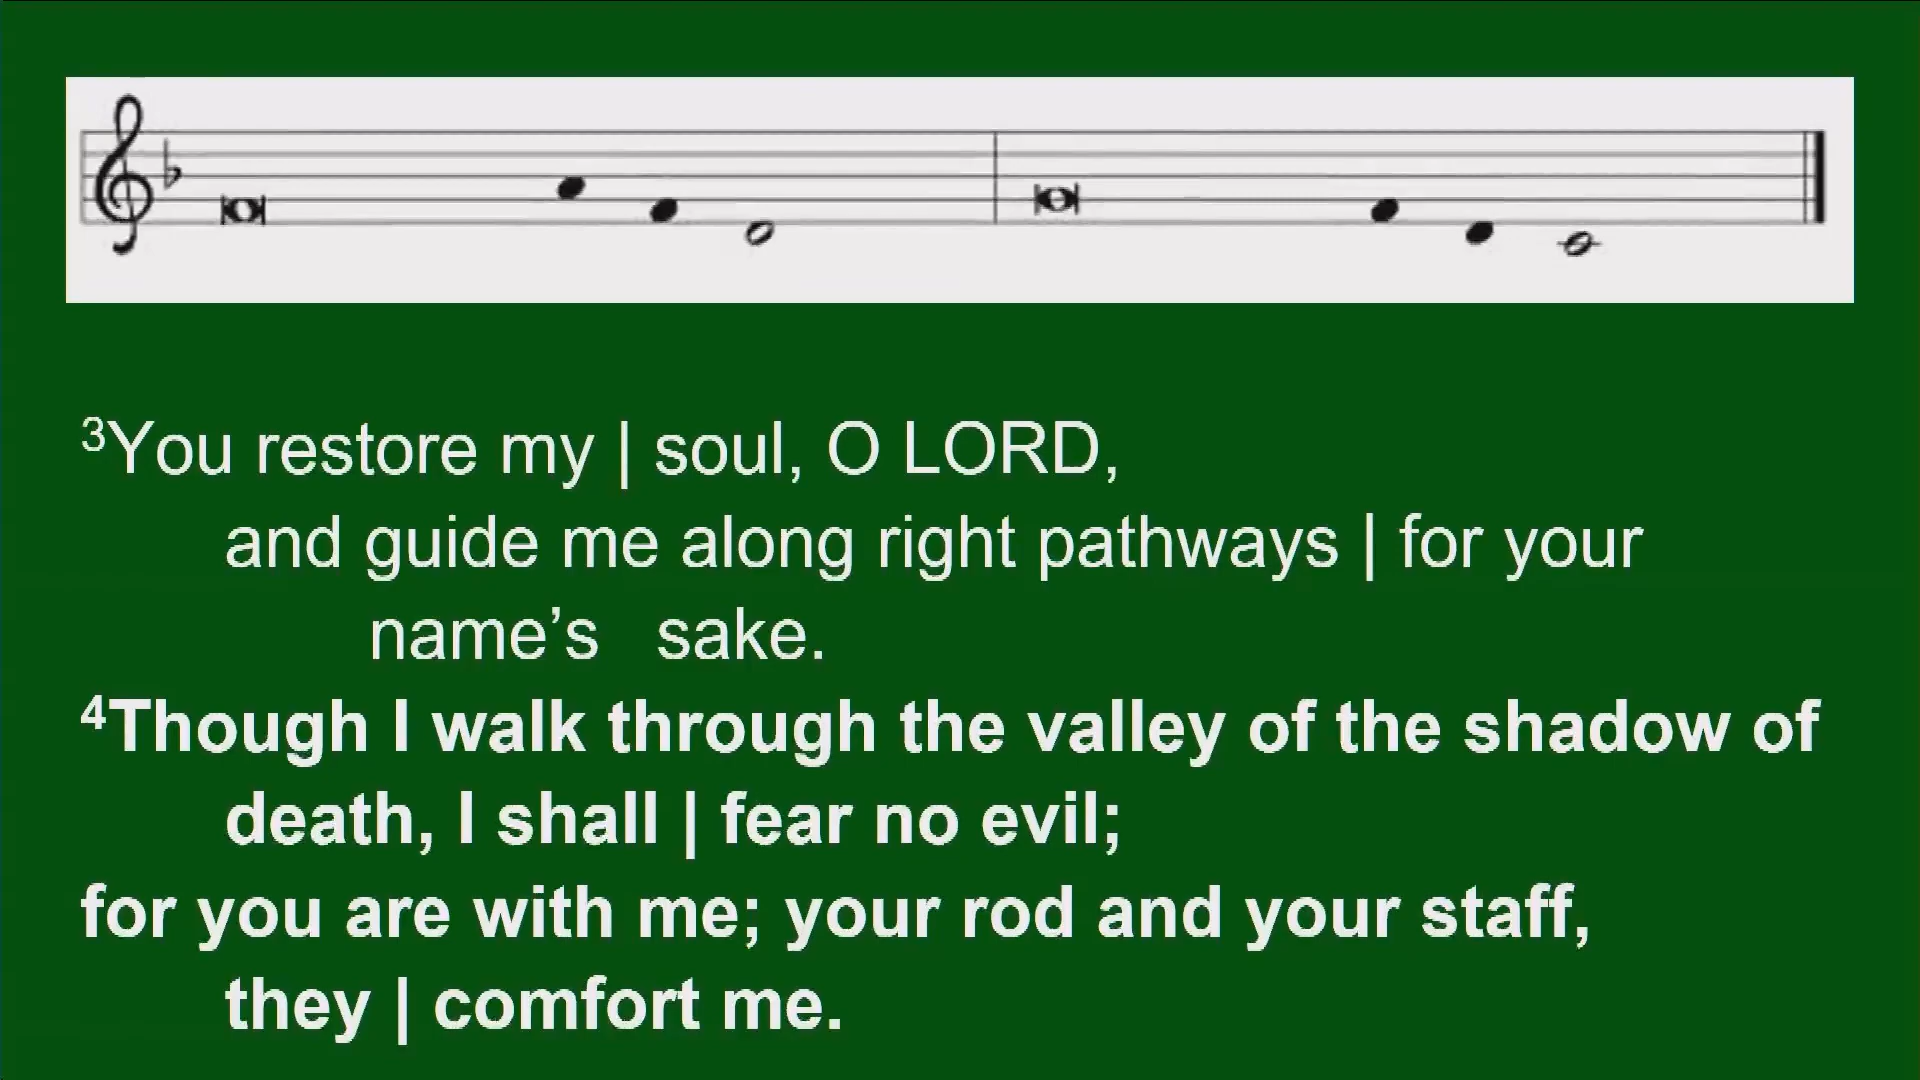 ³You restore my | soul, O LORD,
and guide me along right pathways | for your
name’s sake.
⁴Though I walk through the valley of the shadow of
death, I shall | fear no evil;
for you are with me; your rod and your staff,
they | comfort me.